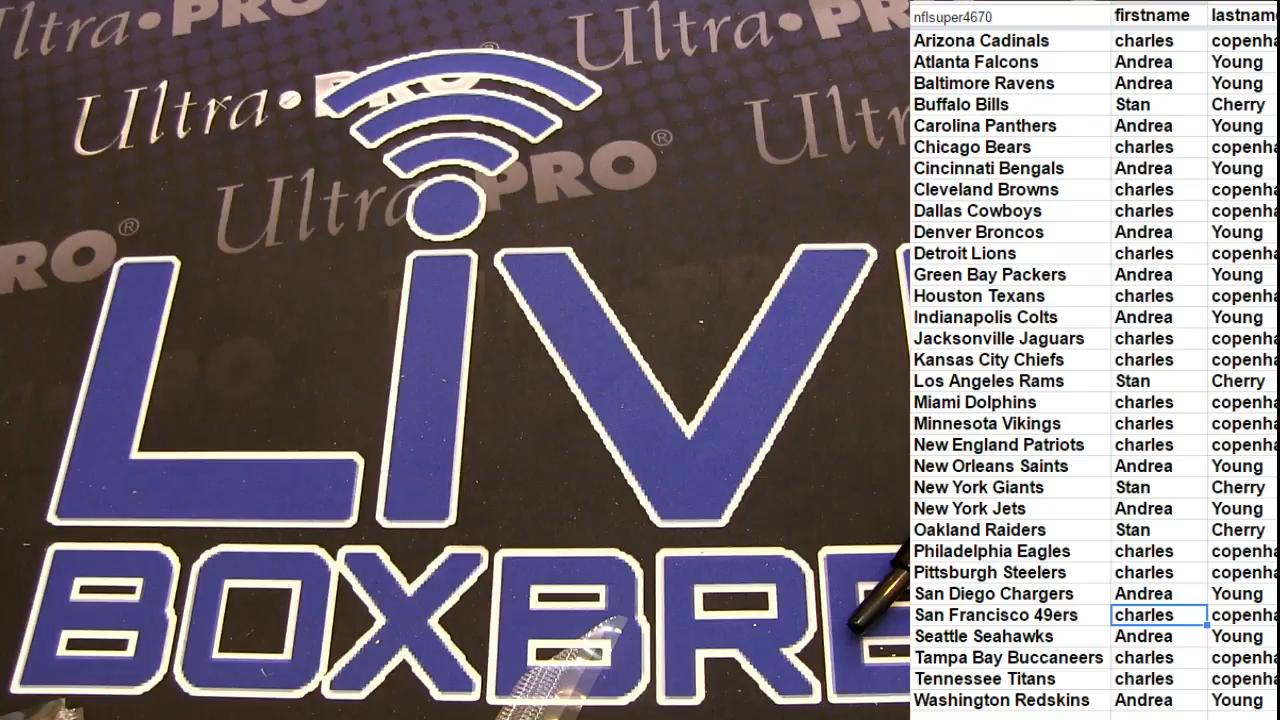 Ultra•PRO
Ultra•PRO®
Ultra•PRO
Ultra•PRO®
Ultra
PRO®
LiV
BOXBRE
nflsuper4670 firstname lastnam
Arizona Cadinals charles copenha
Atlanta Falcons Andrea Young
Baltimore Ravens Andrea Young
Buffalo Bills Stan Cherry
Carolina Panthers Andrea Young
Chicago Bears charles copenha
Cincinnati Bengals Andrea Young
Cleveland Browns charles copenha
Dallas Cowboys charles copenha
Denver Broncos Andrea Young
Detroit Lions charles copenha
Green Bay Packers Andrea Young
Houston Texans charles copenha
Indianapolis Colts Andrea Young
Jacksonville Jaguars charles copenha
Kansas City Chiefs charles copenha
Los Angeles Rams Stan Cherry
Miami Dolphins charles copenha
Minnesota Vikings charles copenha
New England Patriots charles copenha
New Orleans Saints Andrea Young
New York Giants Stan Cherry
New York Jets Andrea Young
Oakland Raiders Stan Cherry
Philadelphia Eagles charles copenha
Pittsburgh Steelers charles copenha
San Diego Chargers Andrea Young
San Francisco 49ers charles copenha
Seattle Seahawks Andrea Young
Tampa Bay Buccaneers charles copenha
Tennessee Titans charles copenha
Washington Redskins Andrea Young